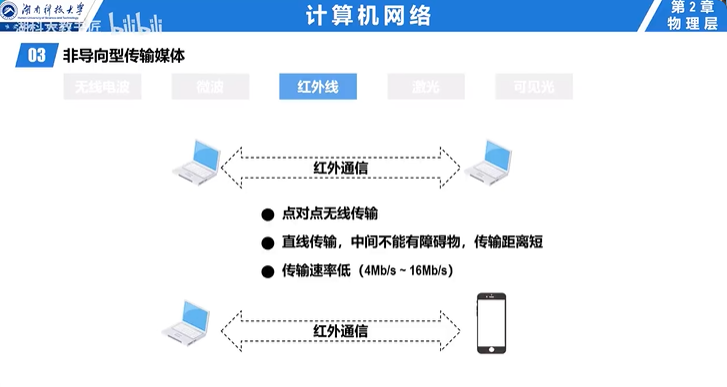 湖南科技大学
计算机网络
第2章
物理层
湖科大教书匠 bilibili
03 非导向型传输媒体
无线电波 微波 红外线 激光 可见光
红外通信
● 点对点无线传输
● 直线传输，中间不能有障碍物，传输距离短
● 传输速率低（4Mb/s ~ 16Mb/s）
红外通信